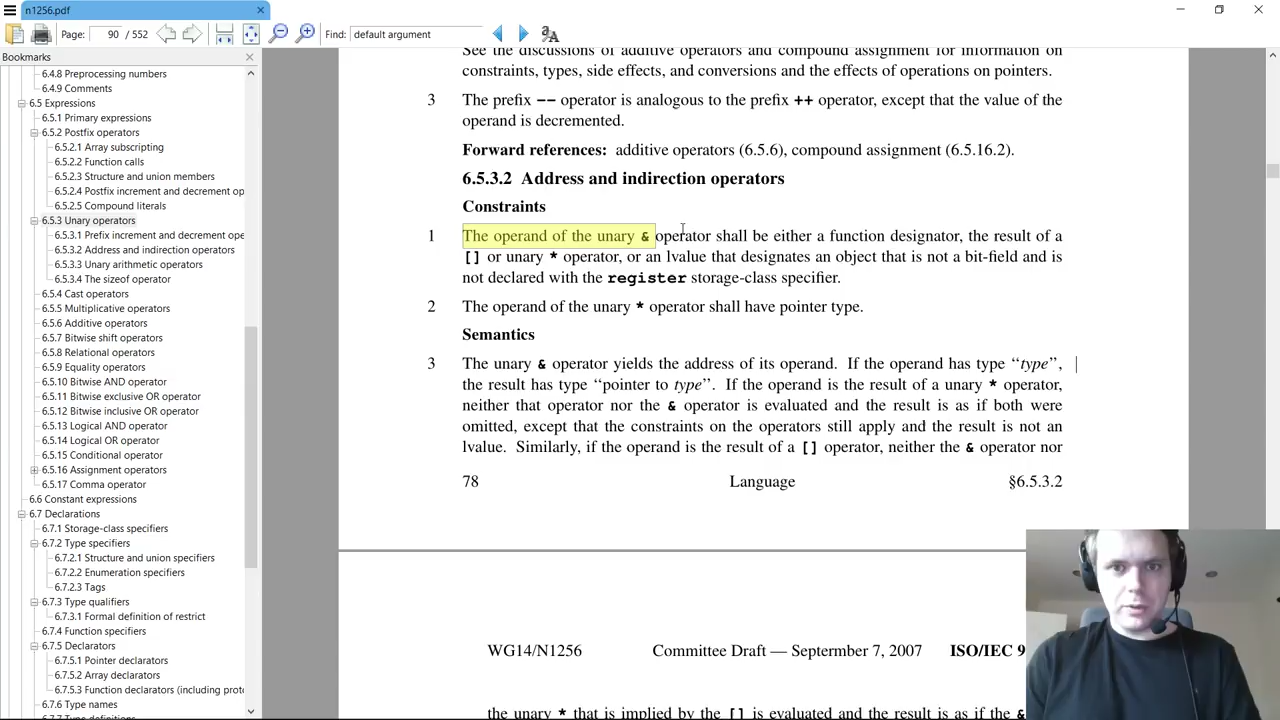 n1256.pdf
Page: 90 / 552 Find: default argument
Bookmarks
6.4.8 Preprocessing numbers
6.4.9 Comments
6.5 Expressions
6.5.1 Primary expressions
6.5.2 Postfix operators
6.5.2.1 Array subscripting
6.5.2.2 Function calls
6.5.2.3 Structure and union members
6.5.2.4 Postfix increment and decrement op
6.5.2.5 Compound literals
6.5.3 Unary operators
6.5.3.1 Prefix increment and decrement ope
6.5.3.2 Address and indirection operators
6.5.3.3 Unary arithmetic operators
6.5.3.4 The sizeof operator
6.5.4 Cast operators
6.5.5 Multiplicative operators
6.5.6 Additive operators
6.5.7 Bitwise shift operators
6.5.8 Relational operators
6.5.9 Equality operators
6.5.10 Bitwise AND operator
6.5.11 Bitwise exclusive OR operator
6.5.12 Bitwise inclusive OR operator
6.5.13 Logical AND operator
6.5.14 Logical OR operator
6.5.15 Conditional operator
6.5.16 Assignment operators
6.5.17 Comma operator
6.6 Constant expressions
6.7 Declarations
6.7.1 Storage-class specifiers
6.7.2 Type specifiers
6.7.2.1 Structure and union specifiers
6.7.2.2 Enumeration specifiers
6.7.2.3 Tags
6.7.3 Type qualifiers
6.7.3.1 Formal definition of restrict
6.7.4 Function specifiers
6.7.5 Declarators
6.7.5.1 Pointer declarators
6.7.5.2 Array declarators
6.7.5.3 Function declarators (including prot
6.7.6 Type names
6.7.7 Type definitions
See the discussions of additive operators and compound assignment for information on
constraints, types, side effects, and conversions and the effects of operations on pointers.
3 The prefix -- operator is analogous to the prefix ++ operator, except that the value of the
operand is decremented.
Forward references: additive operators (6.5.6), compound assignment (6.5.16.2).
6.5.3.2 Address and indirection operators
Constraints
1 The operand of the unary & operator shall be either a function designator, the result of a
[] or unary * operator, or an lvalue that designates an object that is not a bit-field and is
not declared with the register storage-class specifier.
2 The operand of the unary * operator shall have pointer type.
Semantics
3 The unary & operator yields the address of its operand. If the operand has type ‘‘type’’,
the result has type ‘‘pointer to type’’. If the operand is the result of a unary * operator,
neither that operator nor the & operator is evaluated and the result is as if both were
omitted, except that the constraints on the operators still apply and the result is not an
lvalue. Similarly, if the operand is the result of a [] operator, neither the & operator nor
78 Language §6.5.3.2
WG14/N1256 Committee Draft — Septermber 7, 2007 ISO/IEC 9
the unary * that is implied by the [] is evaluated and the result is as if the &